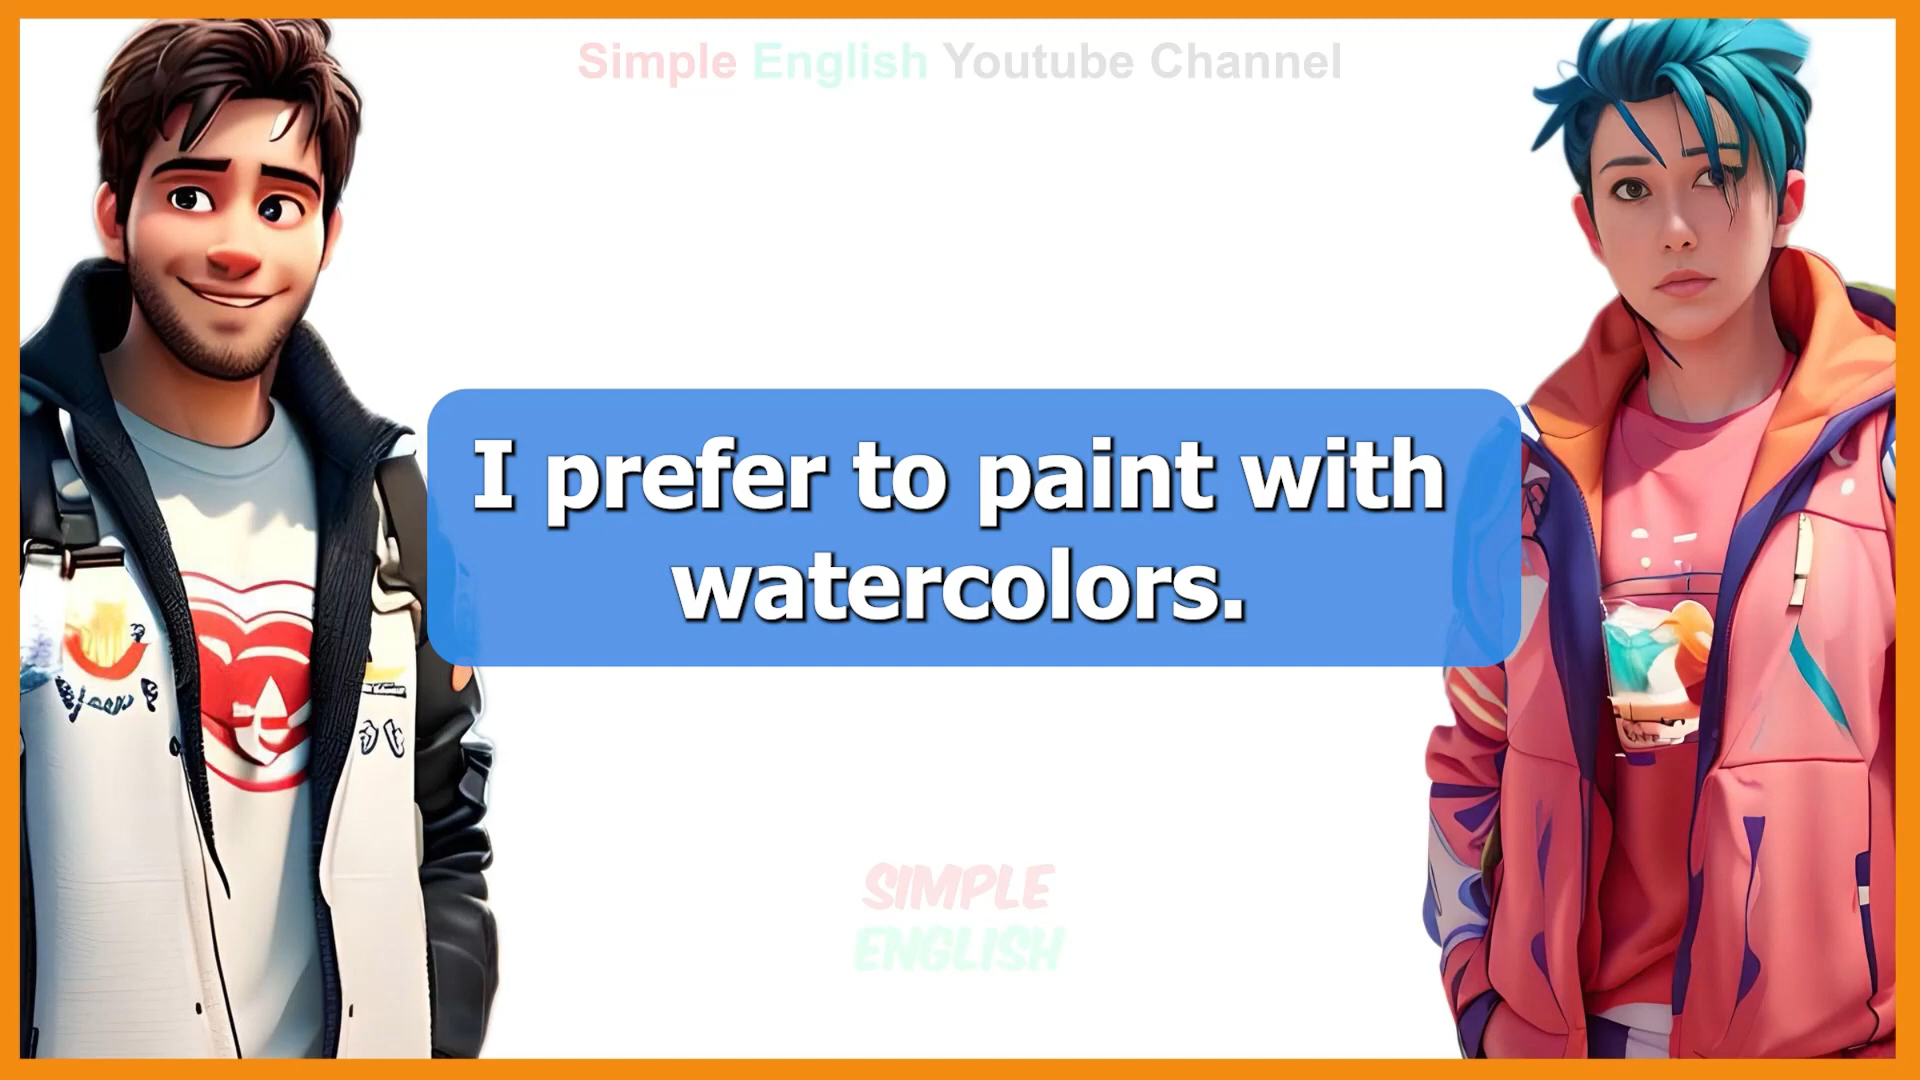 Simple English Youtube Channel
I prefer to paint with
watercolors.
SIMPLE
ENGLISH